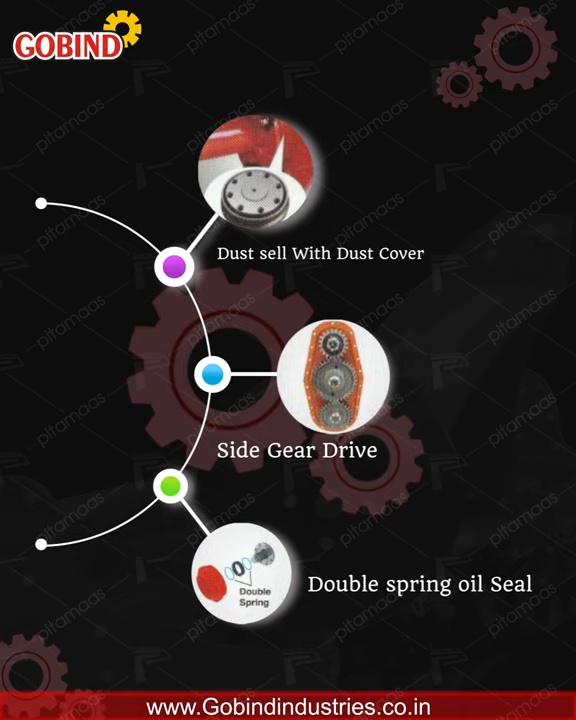 GOBIND
Dust sell With Dust Cover
Side Gear Drive
Double
Spring
Double spring oil Seal
www.Gobindindustries.co.in
pitamaas